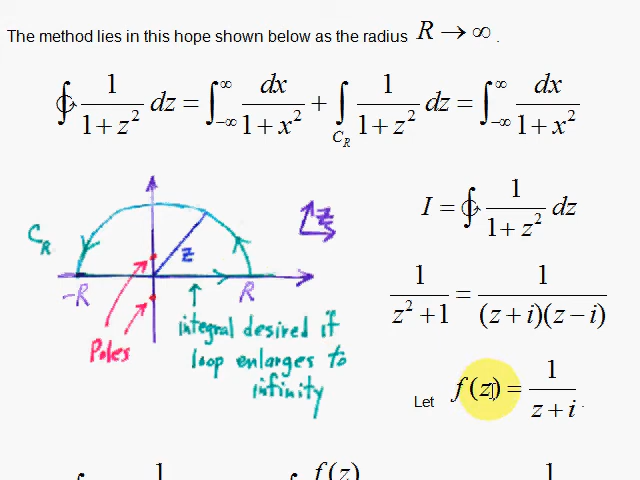 The method lies in this hope shown below as the radius R → ∞ .
∮ 1/(1+z²) dz = ∫_{-∞}^{∞} dx/(1+x²) + ∫_{C_R} 1/(1+z²) dz = ∫_{-∞}^{∞} dx/(1+x²)
C_R
z
z
-R
R
Poles
integral desired if
loop enlarges to
infinity
I = ∮ 1/(1+z²) dz
1/(z²+1) = 1/((z+i)(z−i))
Let f(z) = 1/(z+i) .
∫ 1 ∫ f(z) 1